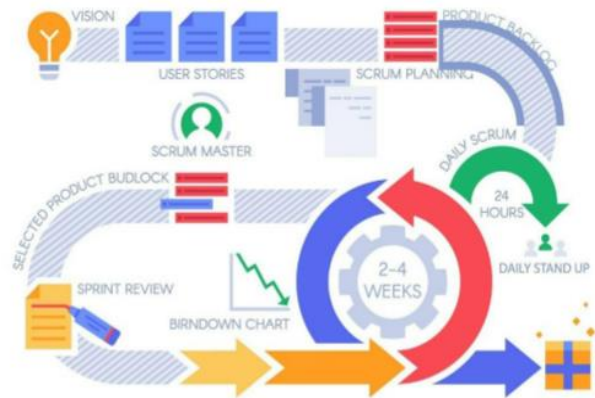 VISION
PRODUCT BACKLOG
USER STORIES
SCRUM PLANNING
SCRUM MASTER
DAILY SCRUM
24
HOURS
DAILY STAND UP
SELECTED PRODUCT BUDLOCK
2-4
WEEKS
SPRINT REVIEW
BIRNDOWN CHART